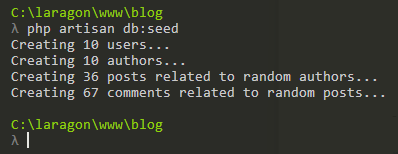 C:\laragon\www\blog
λ php artisan db:seed
Creating 10 users...
Creating 10 authors...
Creating 36 posts related to random authors...
Creating 67 comments related to random posts...
C:\laragon\www\blog
λ